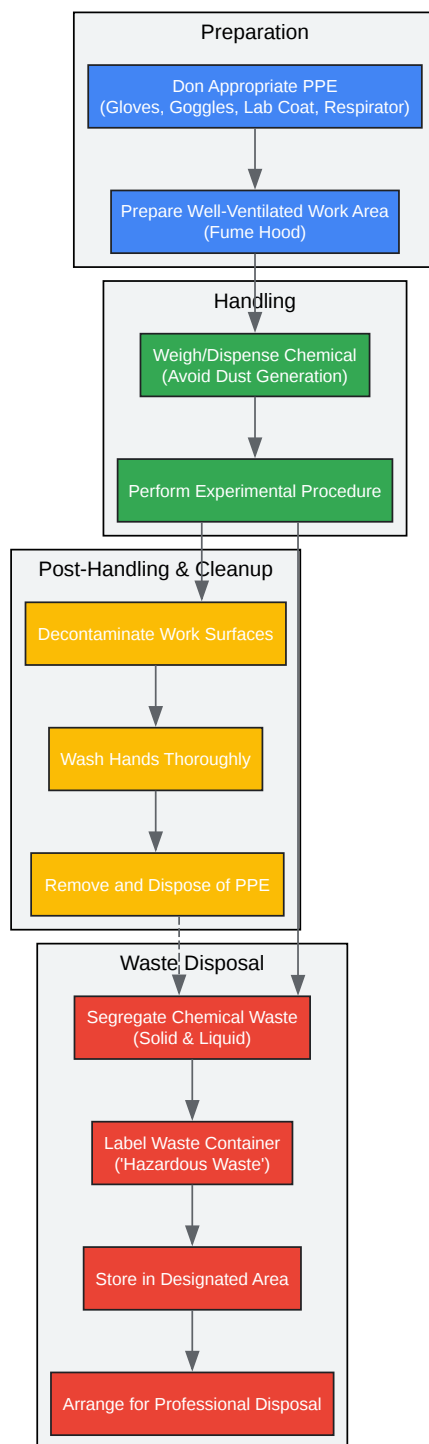 Preparation
Don Appropriate PPE
(Gloves, Goggles, Lab Coat, Respirator)
Prepare Well-Ventilated Work Area
(Fume Hood)
Handling
Weigh/Dispense Chemical
(Avoid Dust Generation)
Perform Experimental Procedure
Post-Handling & Cleanup
Decontaminate Work Surfaces
Wash Hands Thoroughly
Remove and Dispose of PPE
Waste Disposal
Segregate Chemical Waste
(Solid & Liquid)
Label Waste Container
('Hazardous Waste')
Store in Designated Area
Arrange for Professional Disposal